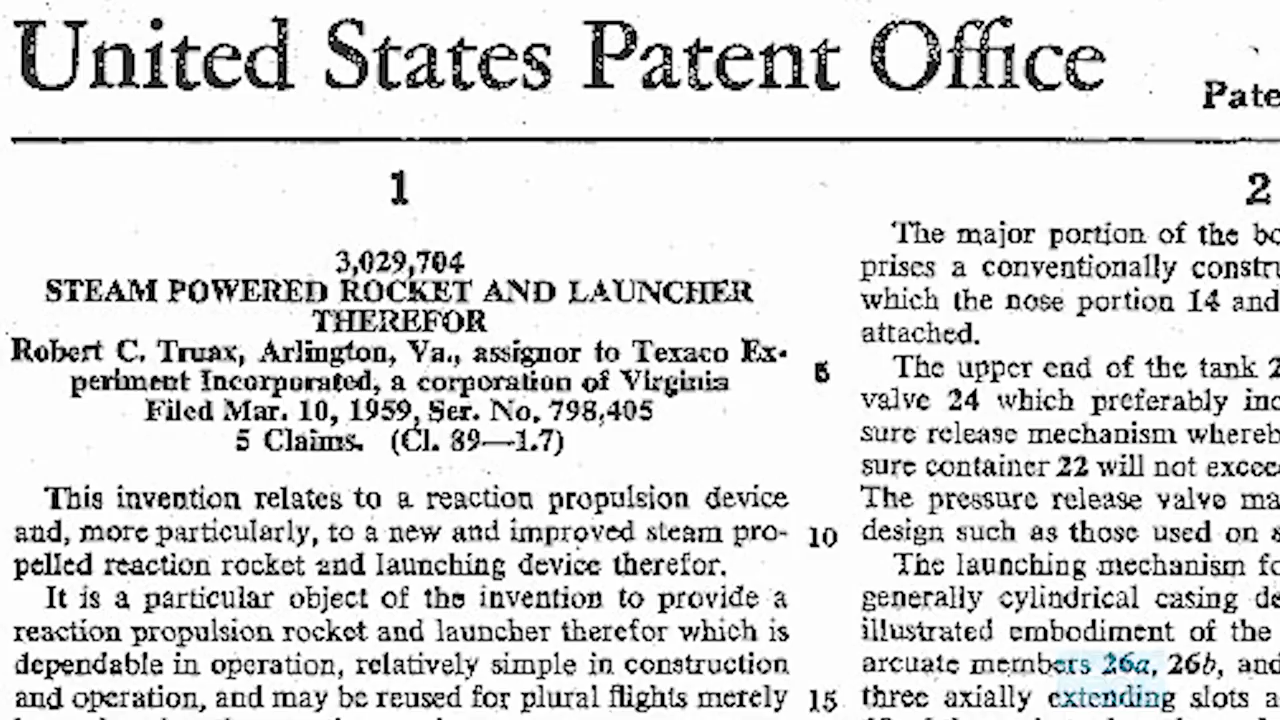 United States Patent Office
Pate
1
3,029,704
STEAM POWERED ROCKET AND LAUNCHER
THEREFOR
Robert C. Truax, Arlington, Va., assignor to Texaco Ex-
periment Incorporated, a corporation of Virginia
Filed Mar. 10, 1959, Ser. No. 798,405
5 Claims. (Cl. 89—1.7)
This invention relates to a reaction propulsion device
and, more particularly, to a new and improved steam pro-
pelled reaction rocket and launching device therefor.
It is a particular object of the invention to provide a
reaction propulsion rocket and launcher therefor which is
dependable in operation, relatively simple in construction
and operation, and may be reused for plural flights merely
5
10
15
2
The major portion of the bo
prises a conventionally constru
which the nose portion 14 and
attached.
The upper end of the tank 2
valve 24 which preferably inc
sure release mechanism whereb
sure container 22 will not excee
The pressure release valve ma
design such as those used on s
The launching mechanism fo
generally cylindrical casing de
illustrated embodiment of the
arcuate members 26a, 26b, and
three axially extending slots a